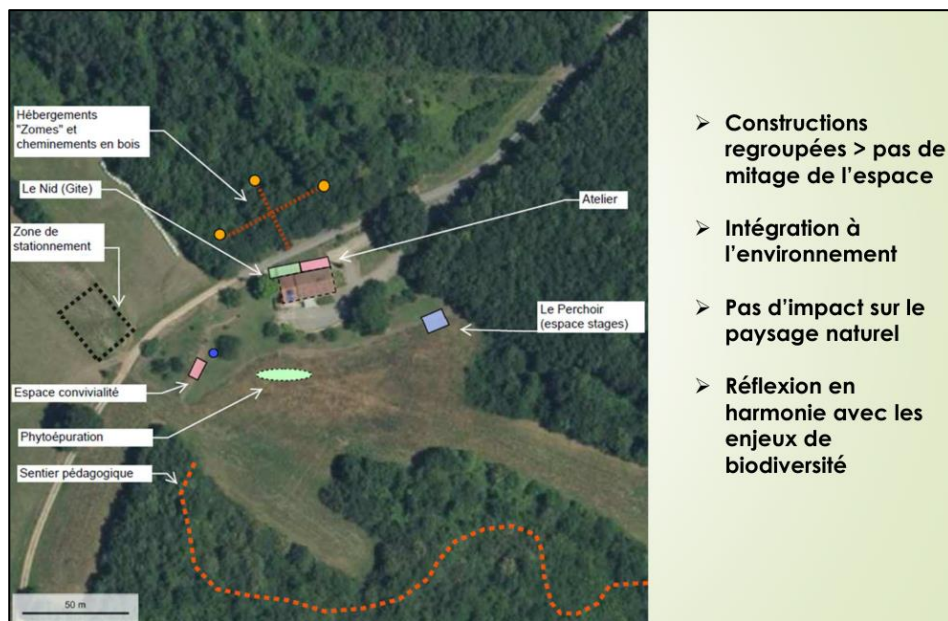 Hébergements
"Zomes" et
cheminements en bois
Le Nid (Gite)
Zone de
stationnement
Atelier
Le Perchoir
(espace stages)
Espace convivialité
Phytoépuration
Sentier pédagogique
50 m
➢ Constructions
regroupées > pas de
mitage de l'espace
➢ Intégration à
l'environnement
➢ Pas d'impact sur le
paysage naturel
➢ Réflexion en
harmonie avec les
enjeux de
biodiversité